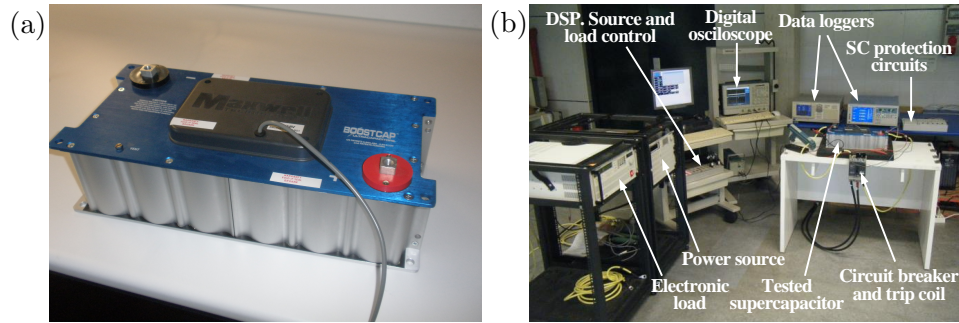 (a)
Maxwell
BOOSTCAP
(b)
DSP. Source and
load control
Digital
osciloscope
Data loggers
SC protection
circuits
Power source
Electronic
load
Tested
supercapacitor
Circuit breaker
and trip coil